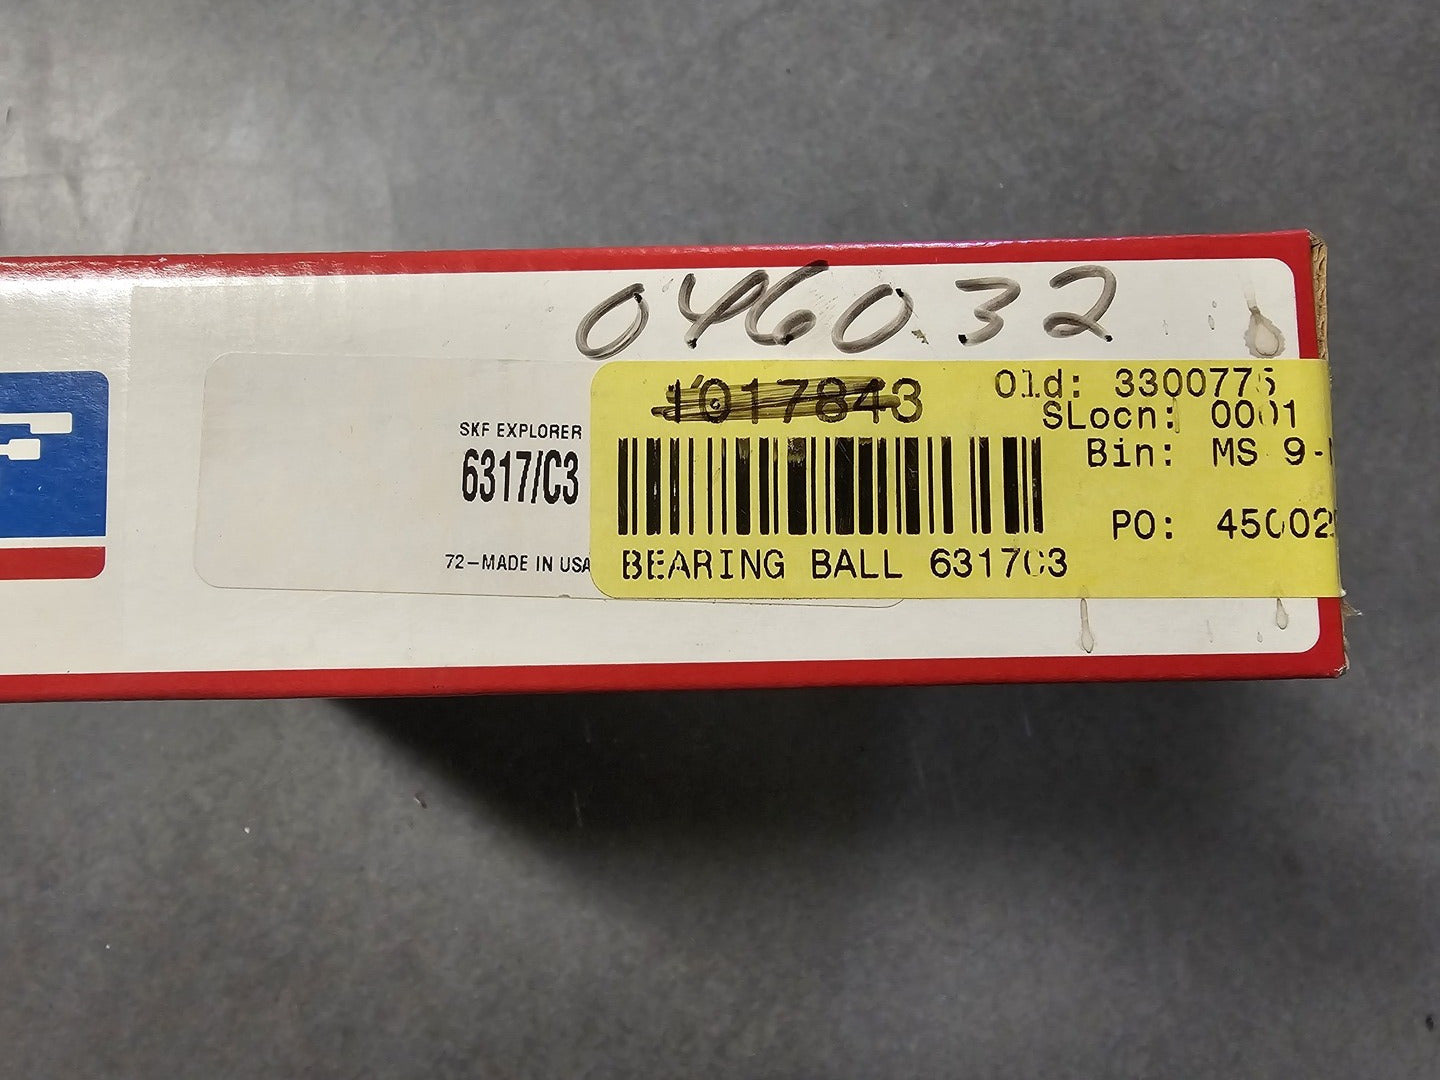 046032
1017843
Old: 3300775
SLocn: 0001
SKF EXPLORER
6317/C3
Bin: MS 9-
PO: 45002
72-MADE IN USA
BEARING BALL 6317C3